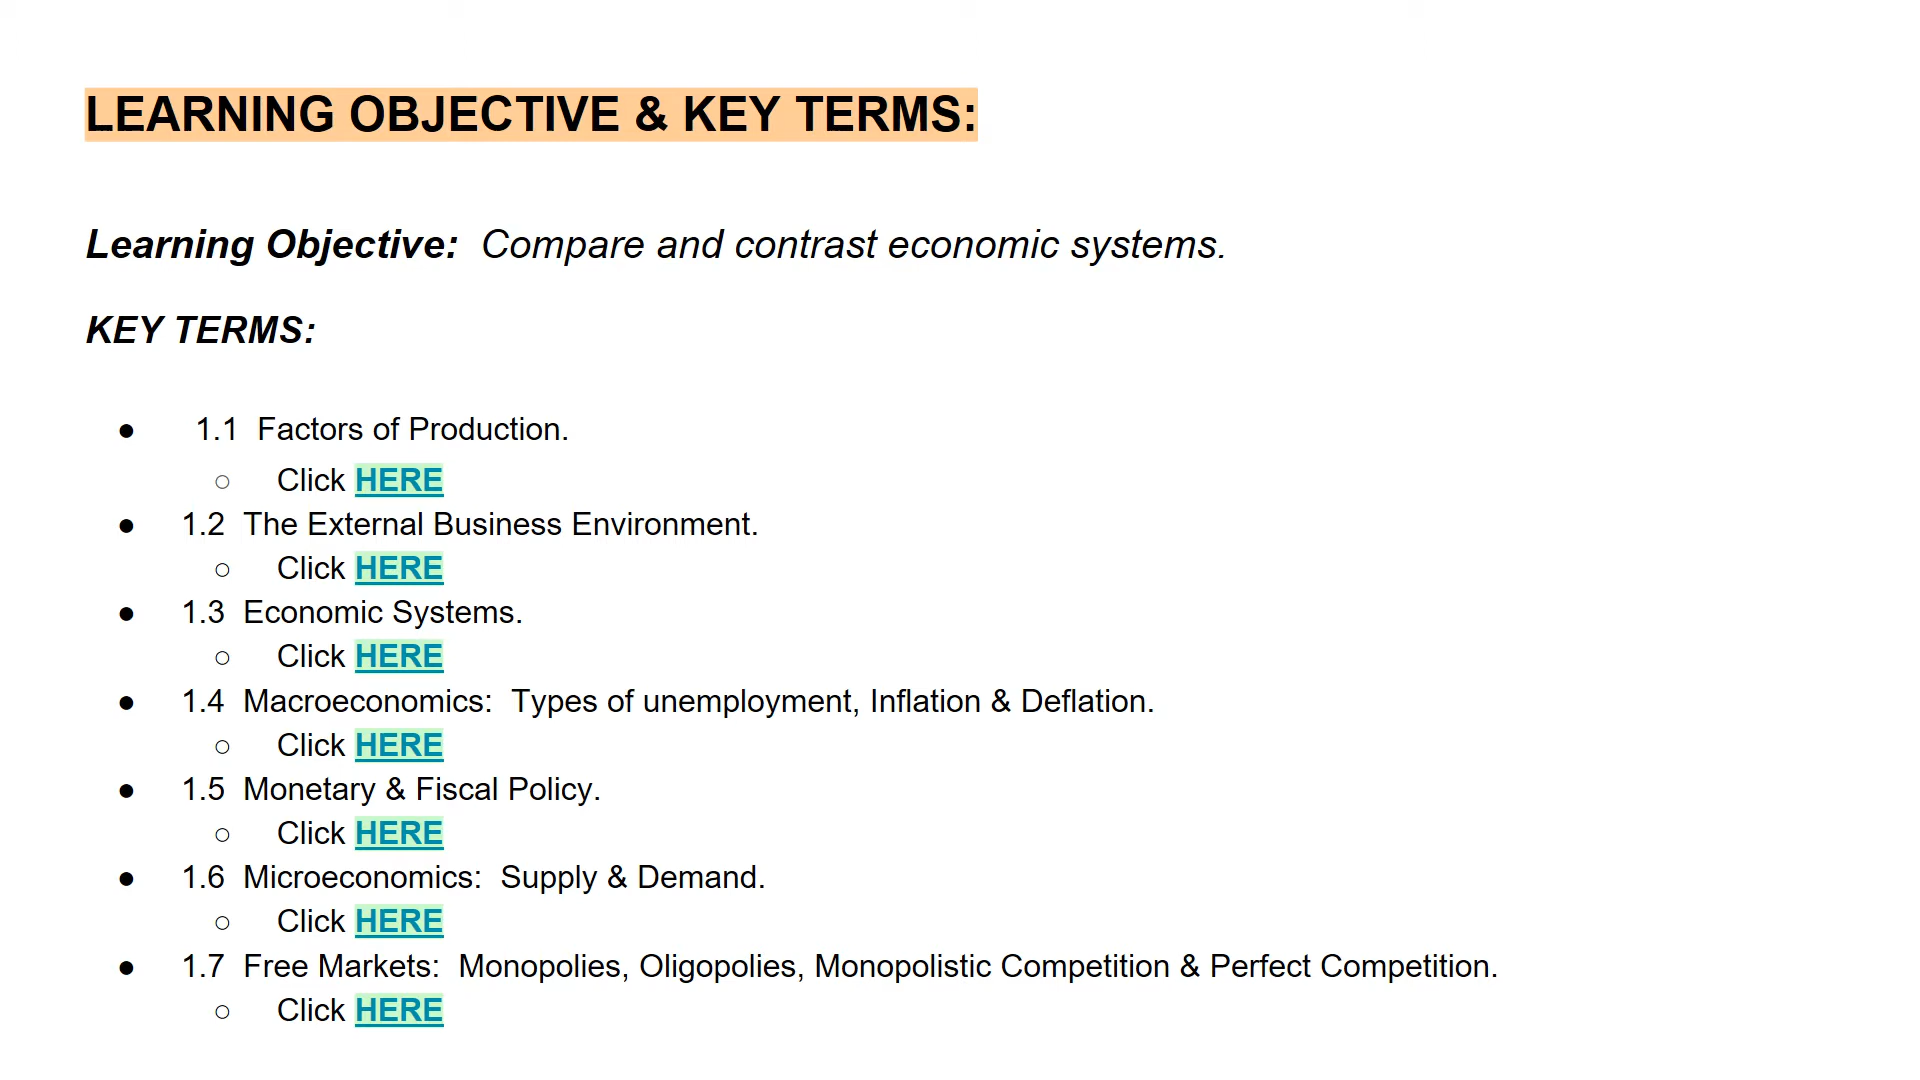 LEARNING OBJECTIVE & KEY TERMS:
Learning Objective: Compare and contrast economic systems.
KEY TERMS:
● 1.1 Factors of Production.
○ Click HERE
● 1.2 The External Business Environment.
○ Click HERE
● 1.3 Economic Systems.
○ Click HERE
● 1.4 Macroeconomics: Types of unemployment, Inflation & Deflation.
○ Click HERE
● 1.5 Monetary & Fiscal Policy.
○ Click HERE
● 1.6 Microeconomics: Supply & Demand.
○ Click HERE
● 1.7 Free Markets: Monopolies, Oligopolies, Monopolistic Competition & Perfect Competition.
○ Click HERE